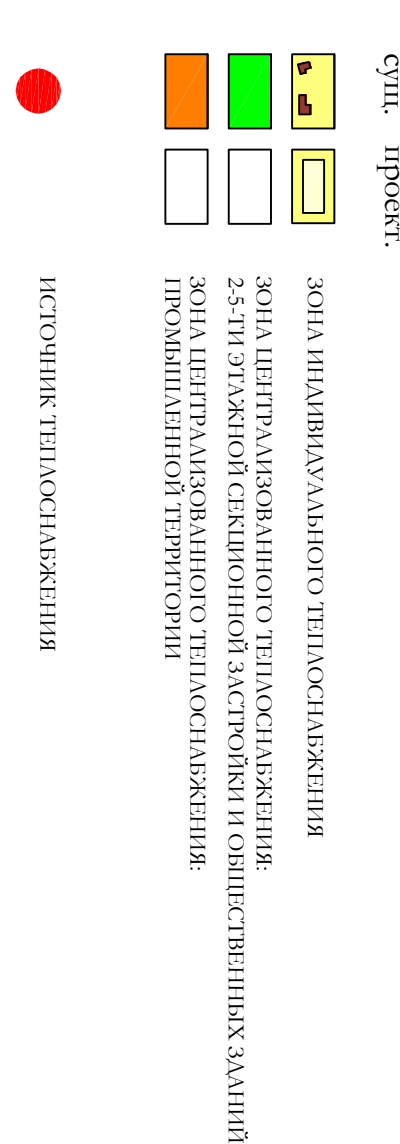 сущ. проект.
ЗОНА ИНДИВИДУАЛЬНОГО ТЕПЛОСНАБЖЕНИЯ
ЗОНА ЦЕНТРАЛИЗОВАННОГО ТЕПЛОСНАБЖЕНИЯ:
2-5-ТИ ЭТАЖНОЙ СЕКЦИОННОЙ ЗАСТРОЙКИ И ОБЩЕСТВЕННЫХ ЗДАНИЙ
ЗОНА ЦЕНТРАЛИЗОВАННОГО ТЕПЛОСНАБЖЕНИЯ:
ПРОМЫШЛЕННОЙ ТЕРРИТОРИИ
ИСТОЧНИК ТЕПЛОСНАБЖЕНИЯ